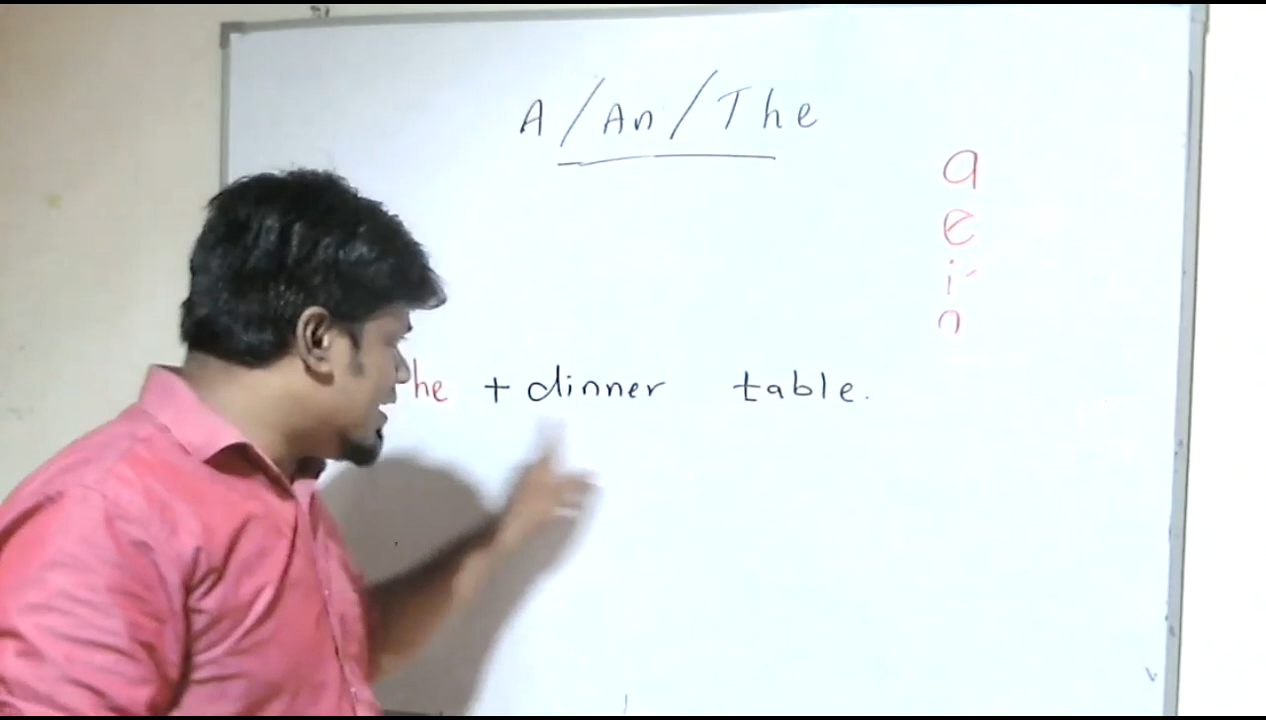 A/An/The
a
e
i
he + dinner table.